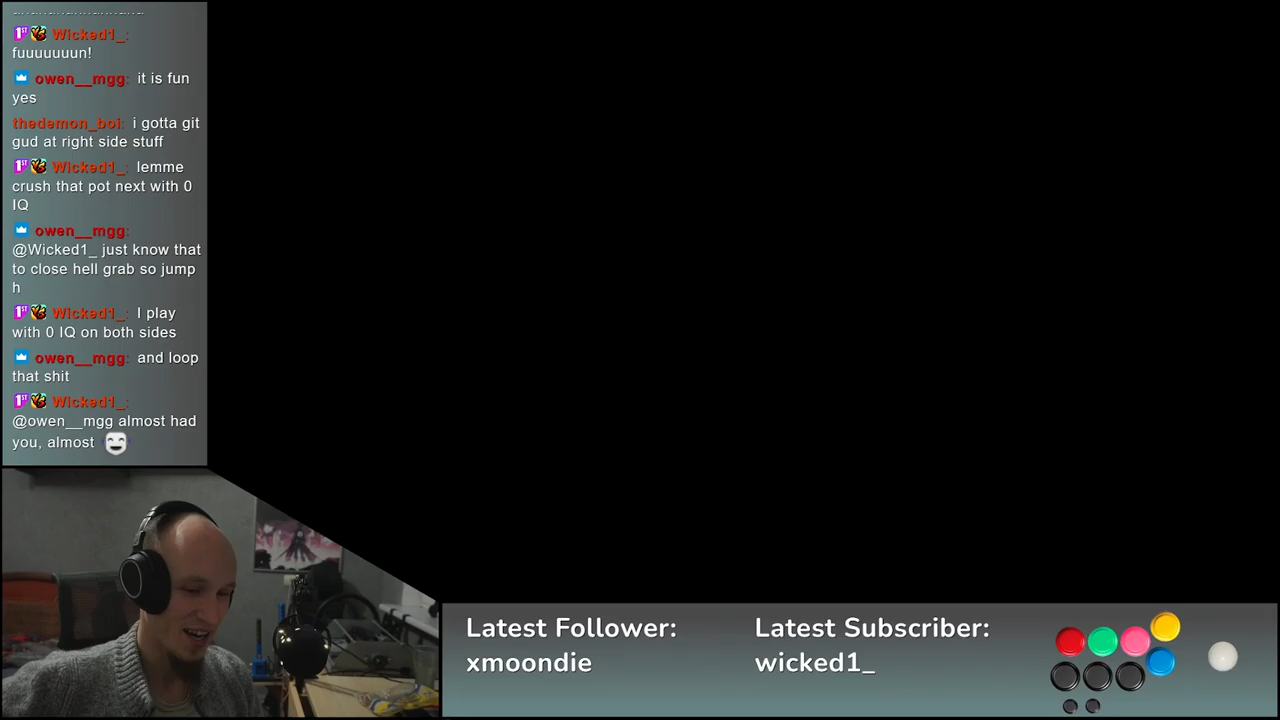 Wicked1_:
fuuuuuuun!
owen__mgg: it is fun
yes
thedemon_boi: i gotta git
gud at right side stuff
Wicked1_: lemme
crush that pot next with 0
IQ
owen__mgg:
@Wicked1_ just know that
to close hell grab so jump
h
Wicked1_: I play
with 0 IQ on both sides
owen__mgg: and loop
that shit
Wicked1_:
@owen__mgg almost had
you, almost
Latest Follower:
xmoondie
Latest Subscriber:
wicked1_